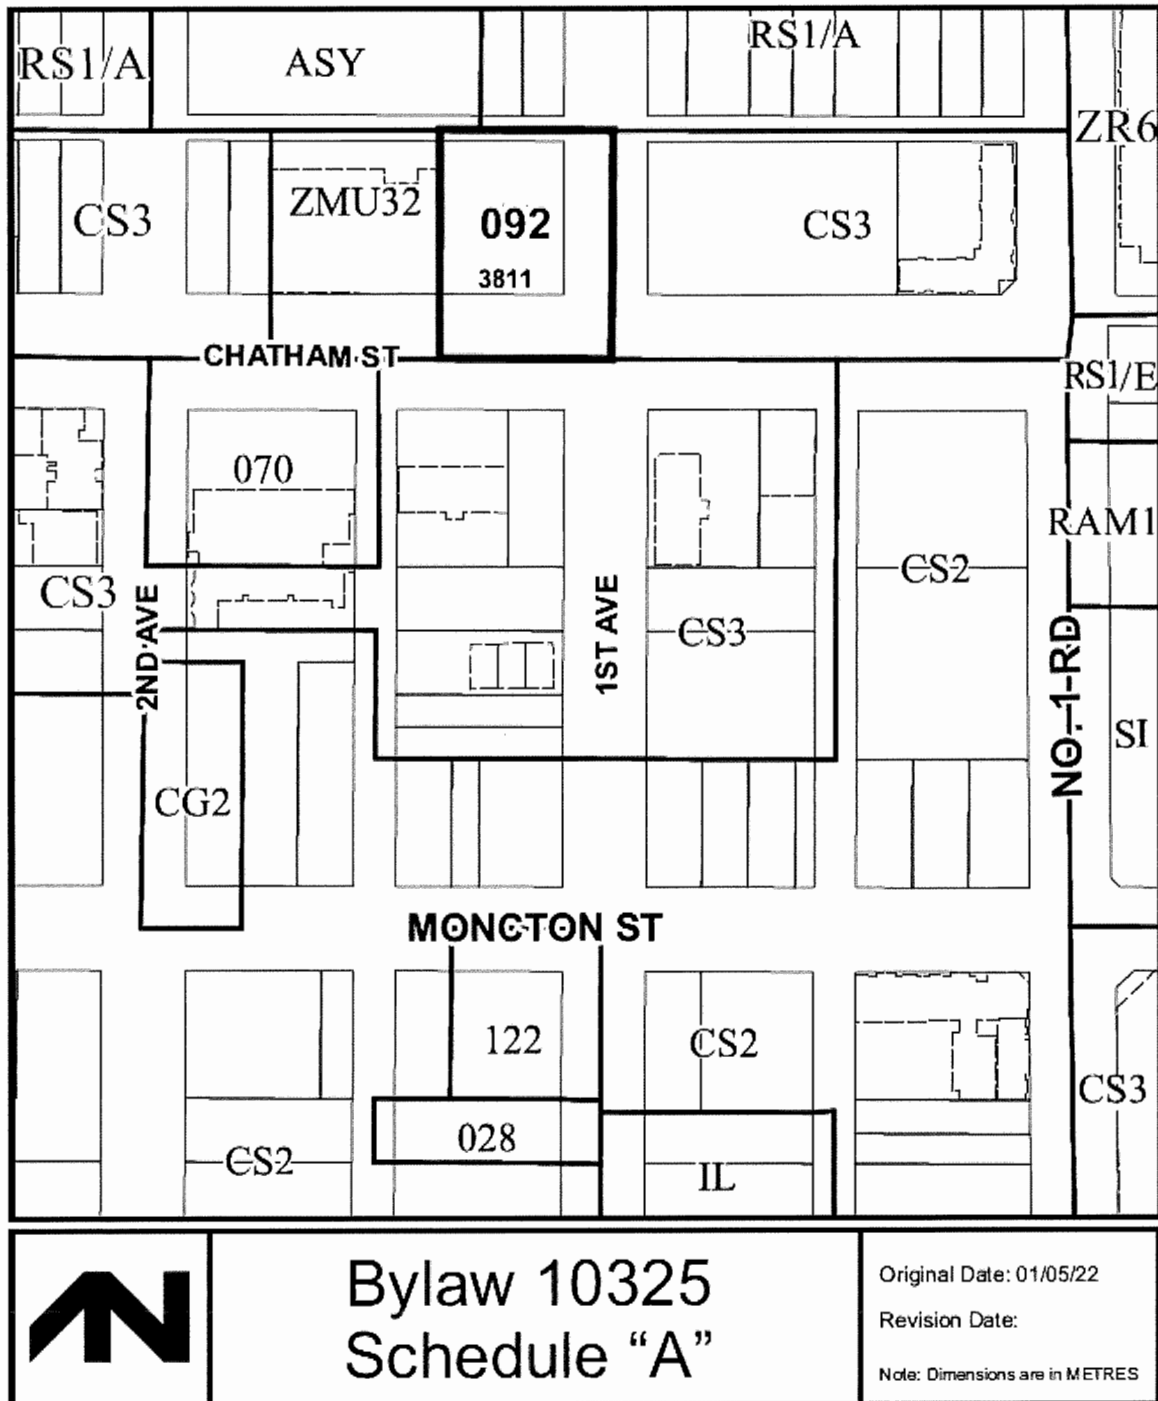 RS1/A
ASY
RS1/A
ZR6
CS3
ZMU32
092
3811
CS3
CHATHAM ST
RS1/E
070
RAM1
CS2
CS3
2ND AVE
1ST AVE
CS3
NO. 1 RD
SI
CG2
MONCTON ST
122
CS2
CS3
028
CS2
IL
Bylaw 10325
Schedule “A”
Original Date: 01/05/22
Revision Date:
Note: Dimensions are in METRES